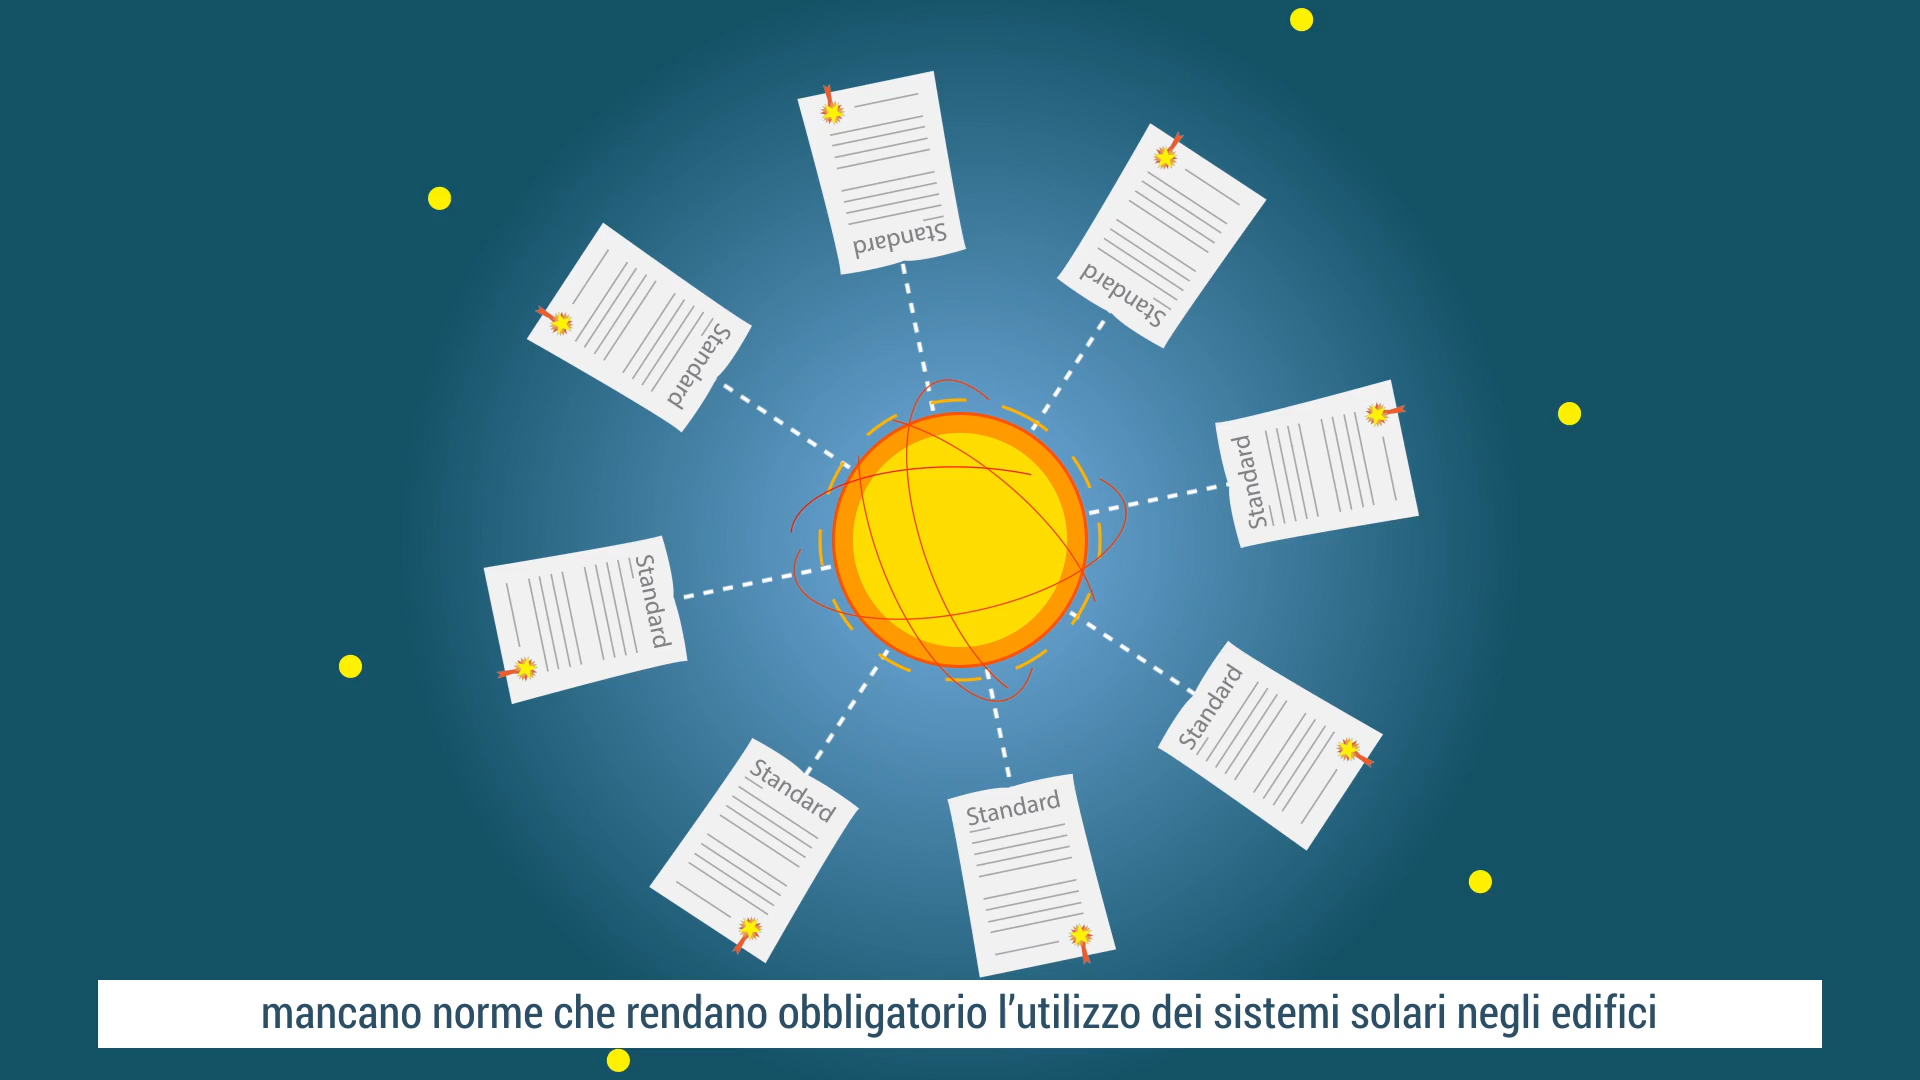 Standard
Standard
Standard
Standard
Standard
Standard
Standard
Standard
mancano norme che rendano obbligatorio l’utilizzo dei sistemi solari negli edifici